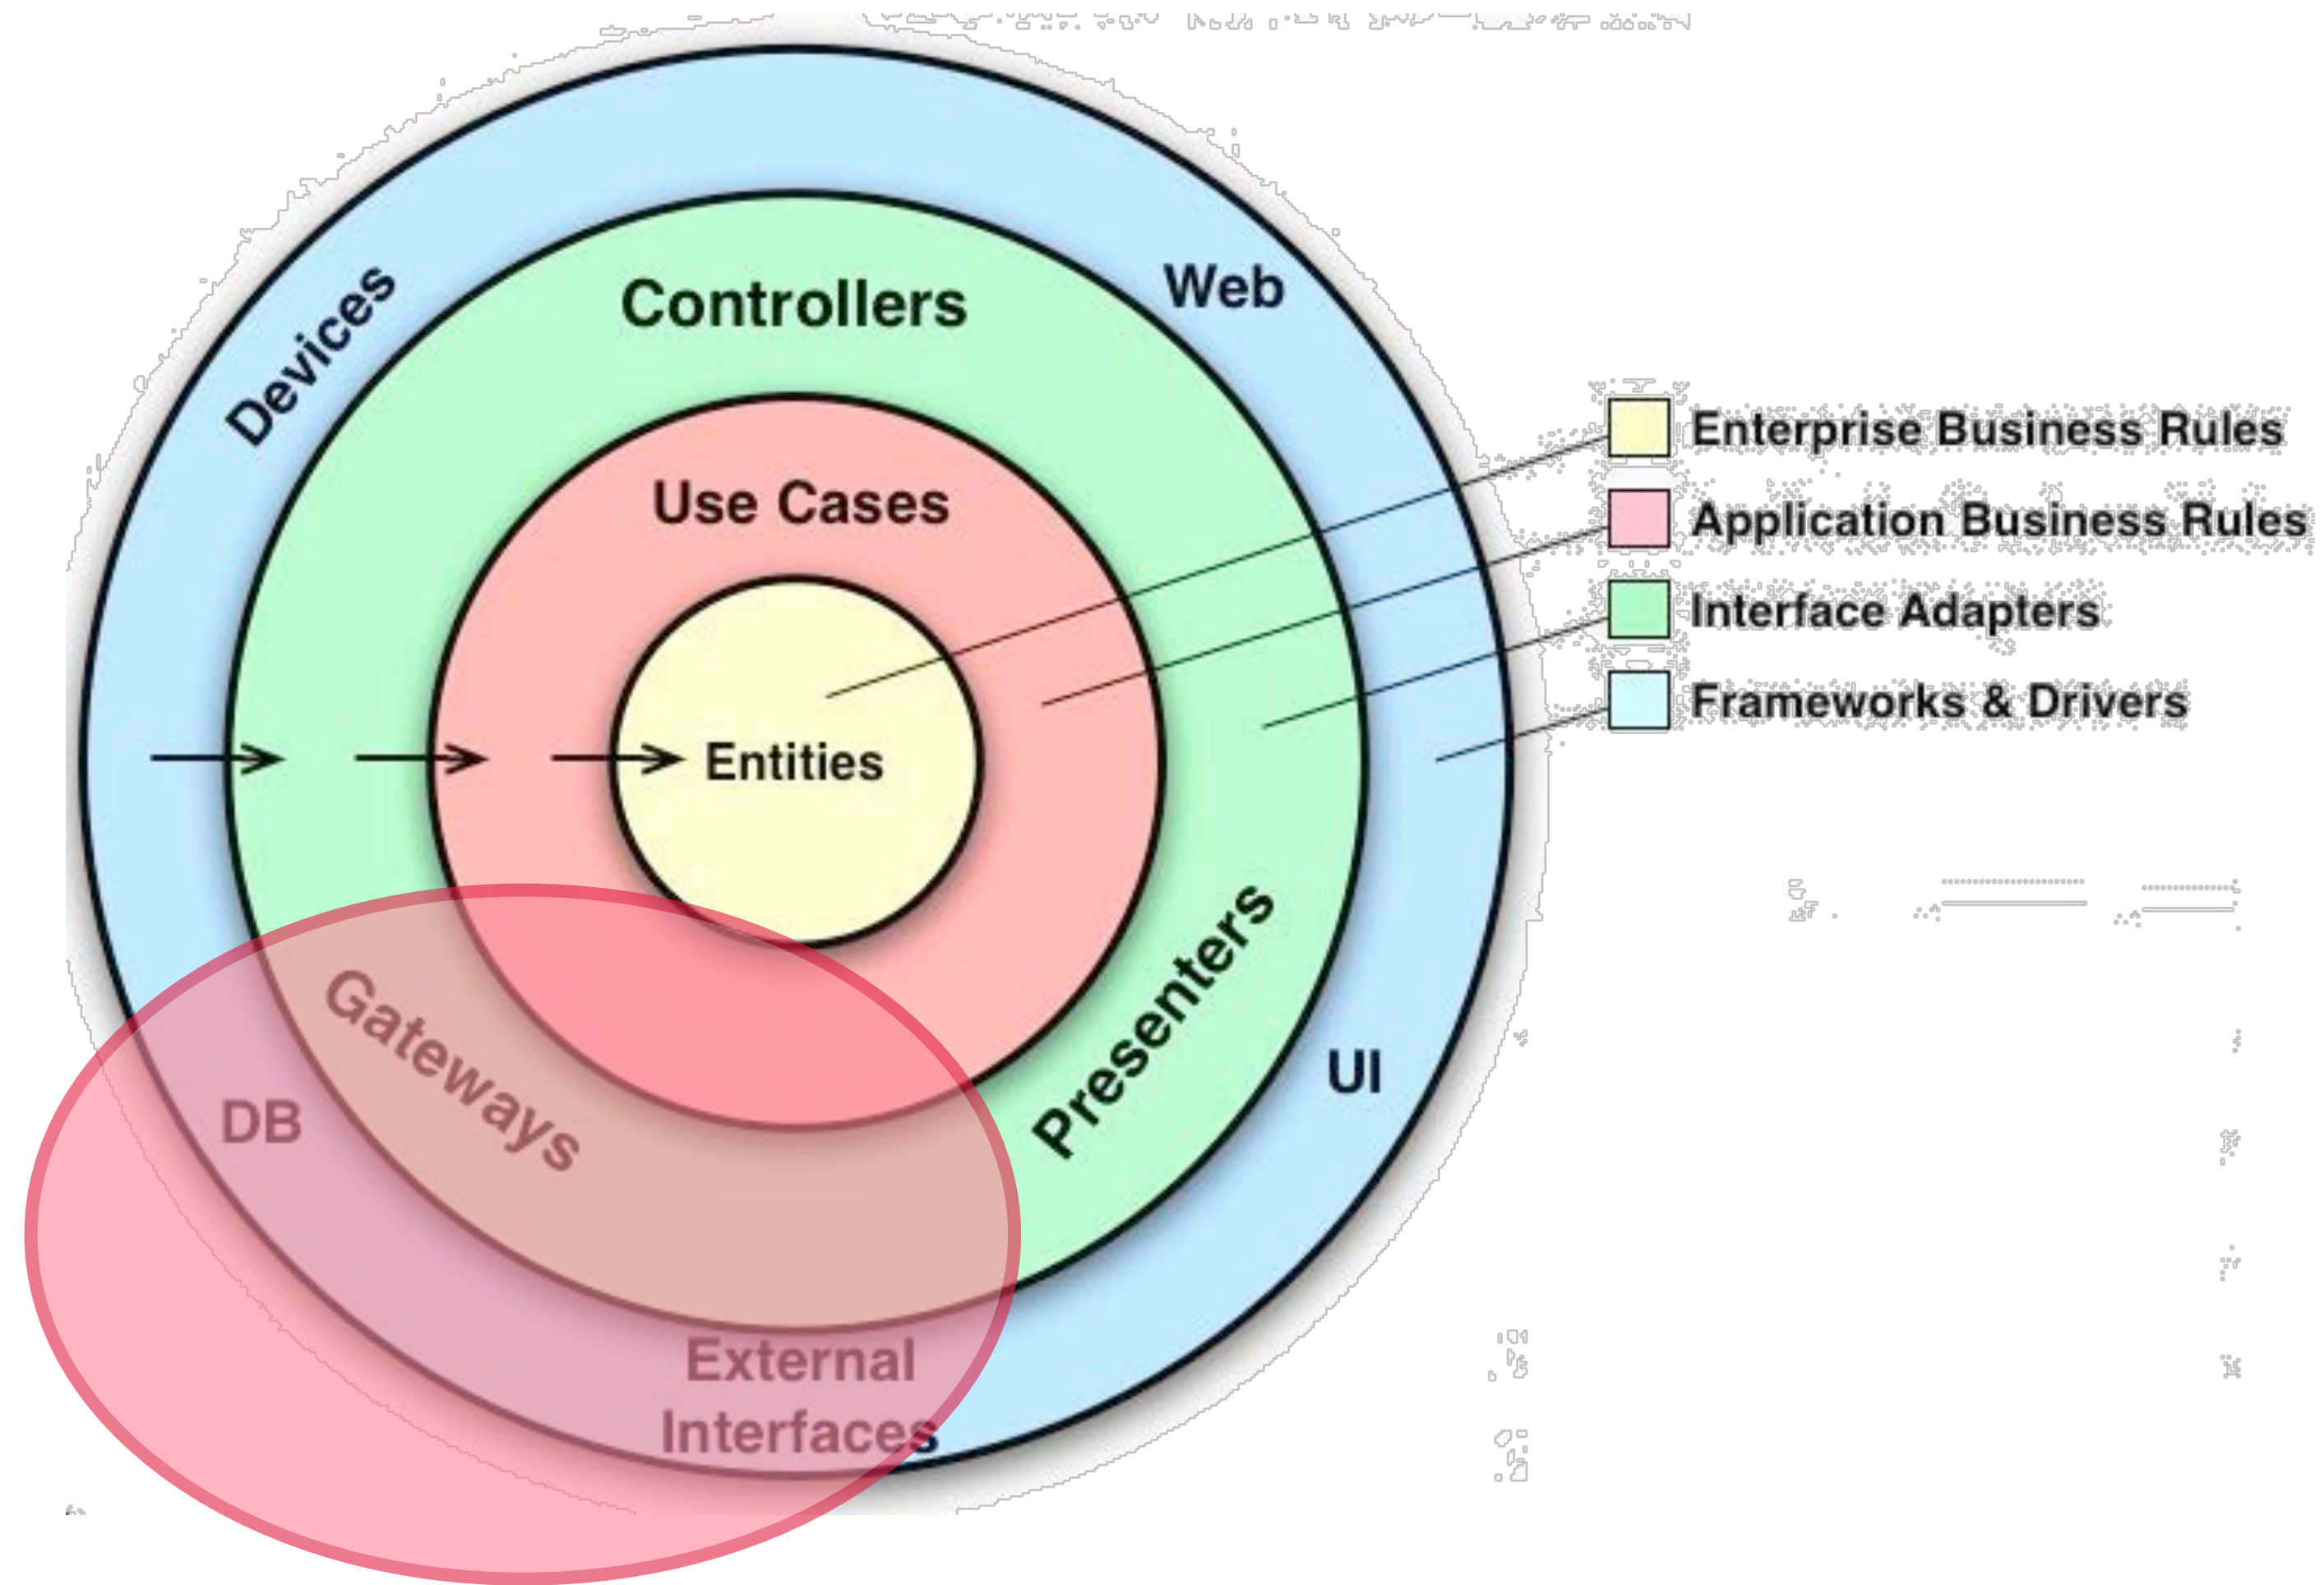 Devices
Controllers
Web
Use Cases
Entities
Enterprise Business Rules
Application Business Rules
Interface Adapters
Frameworks & Drivers
Gateways
Presenters
DB
UI
External
Interfaces